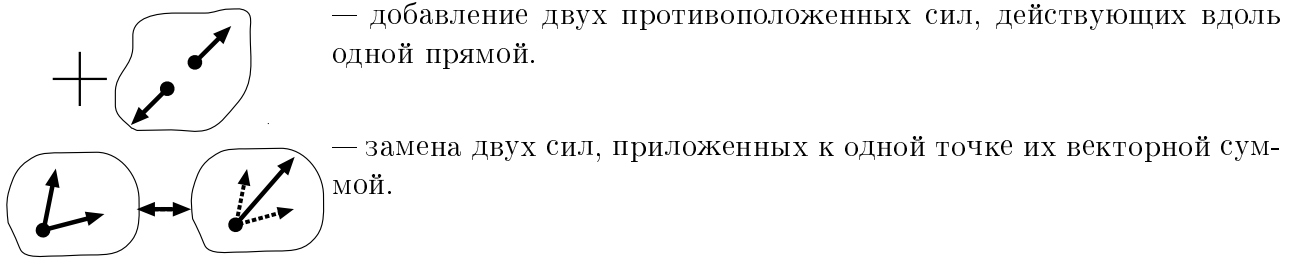 — добавление двух противоположенных сил, действующих вдоль
одной прямой.
— замена двух сил, приложенных к одной точке их векторной сум-
мой.